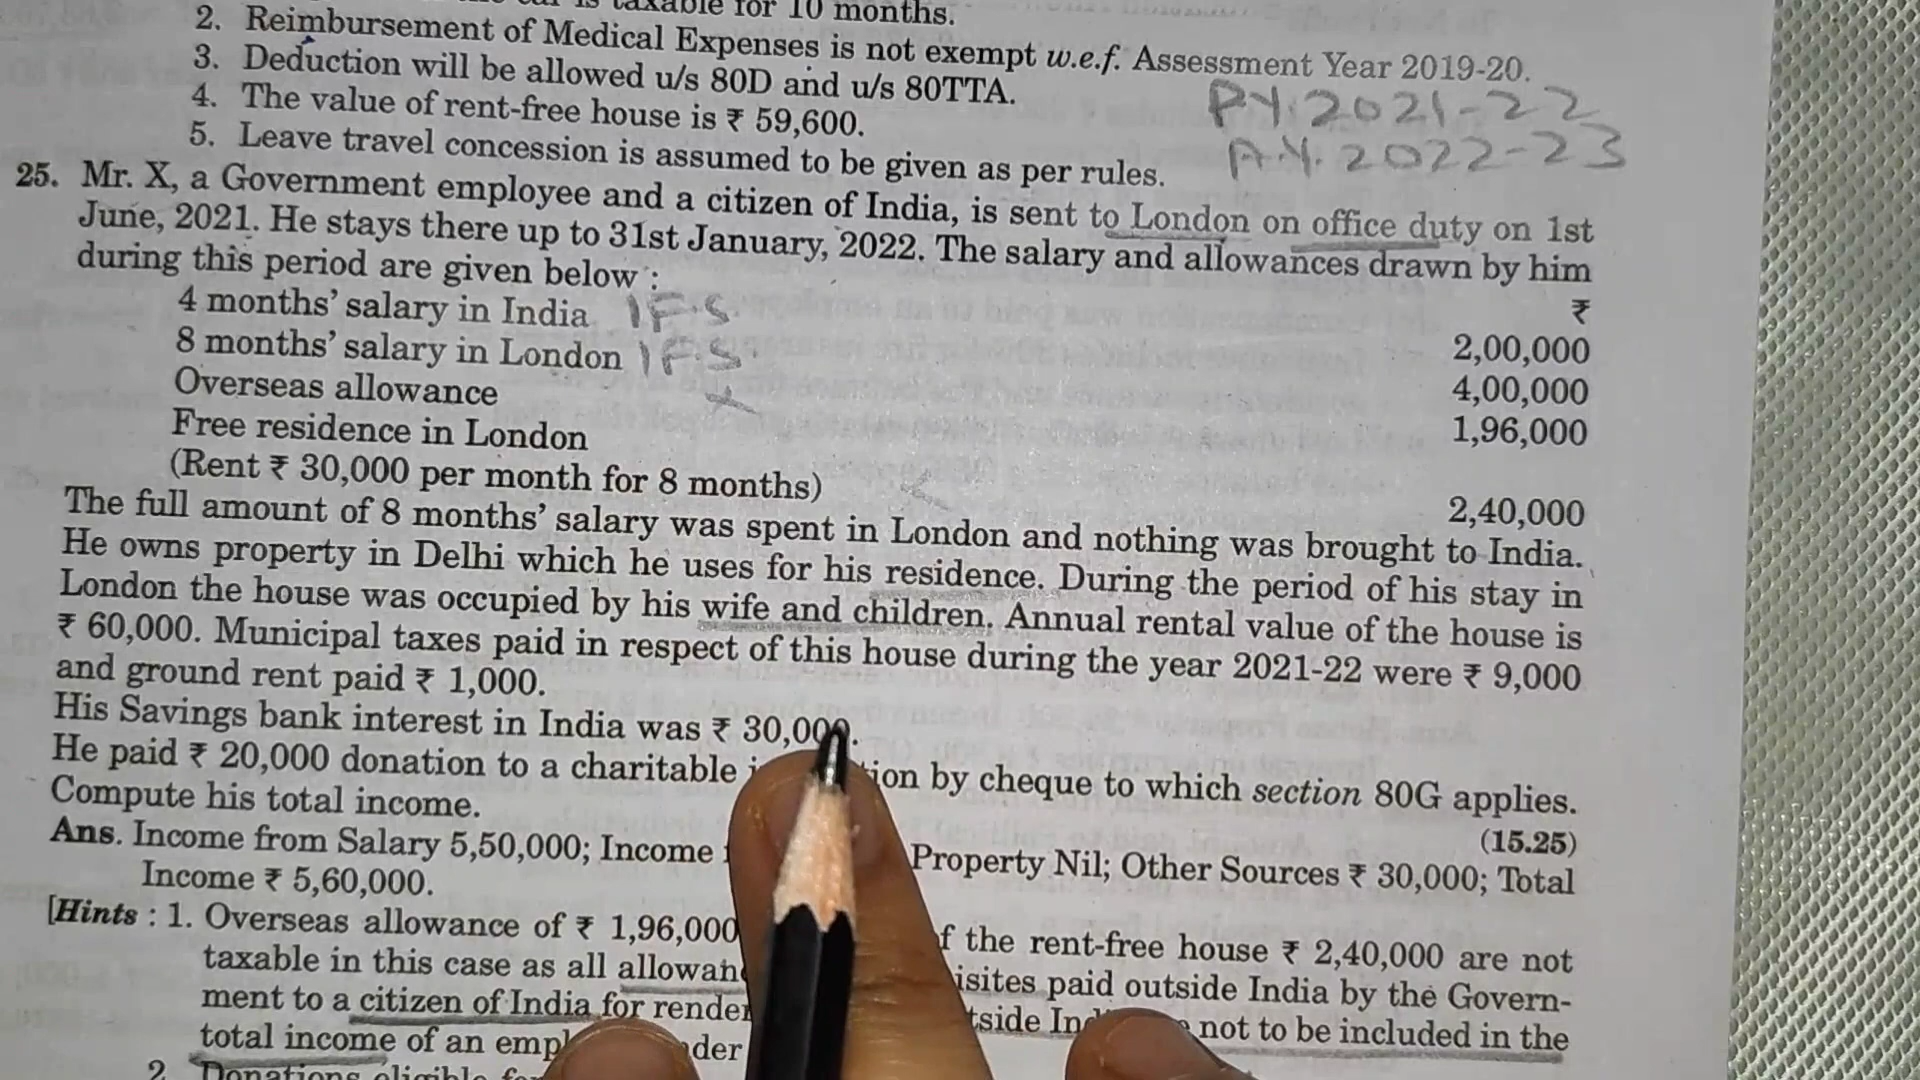 is taxable for 10 months.
2. Reimbursement of Medical Expenses is not exempt w.e.f. Assessment Year 2019-20.
3. Deduction will be allowed u/s 80D and u/s 80TTA.
4. The value of rent-free house is ₹ 59,600.
P.Y. 2021-22
5. Leave travel concession is assumed to be given as per rules.
A.Y. 2022-23
25. Mr. X, a Government employee and a citizen of India, is sent to London on office duty on 1st
June, 2021. He stays there up to 31st January, 2022. The salary and allowances drawn by him
during this period are given below :
₹
4 months' salary in India I F.S 2,00,000
8 months' salary in London I F.S 4,00,000
Overseas allowance 1,96,000
Free residence in London
(Rent ₹ 30,000 per month for 8 months) 2,40,000
The full amount of 8 months' salary was spent in London and nothing was brought to India.
He owns property in Delhi which he uses for his residence. During the period of his stay in
London the house was occupied by his wife and children. Annual rental value of the house is
₹ 60,000. Municipal taxes paid in respect of this house during the year 2021-22 were ₹ 9,000
and ground rent paid ₹ 1,000.
His Savings bank interest in India was ₹ 30,000.
He paid ₹ 20,000 donation to a charitable by cheque to which section 80G applies.
Compute his total income. (15.25)
Ans. Income from Salary 5,50,000; Income Property Nil; Other Sources ₹ 30,000; Total
Income ₹ 5,60,000.
[Hints : 1. Overseas allowance of ₹ 1,96,000 the rent-free house ₹ 2,40,000 are not
taxable in this case as all paid outside India by the Govern-
ment to a citizen of India for not to be included in the
total income of an
2. Donations eligible